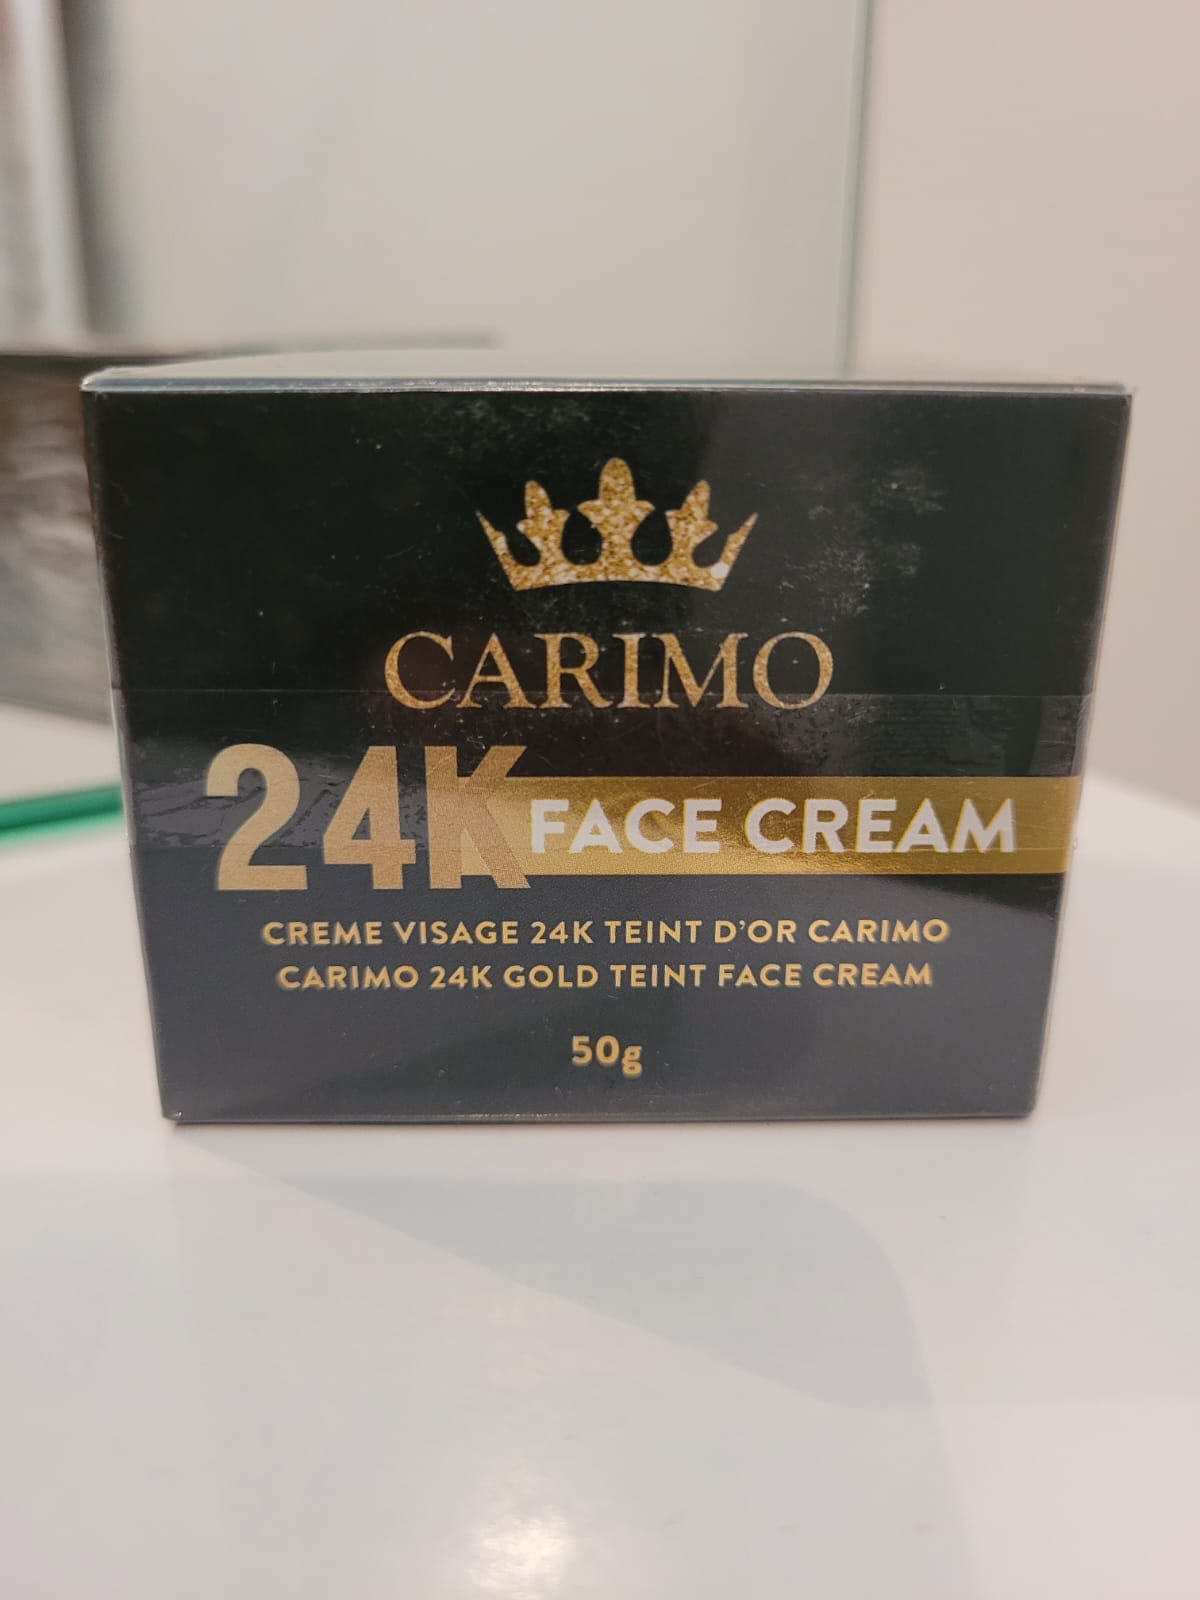 CARIMO
24K FACE CREAM
CREME VISAGE 24K TEINT D'OR CARIMO
CARIMO 24K GOLD TEINT FACE CREAM
50g